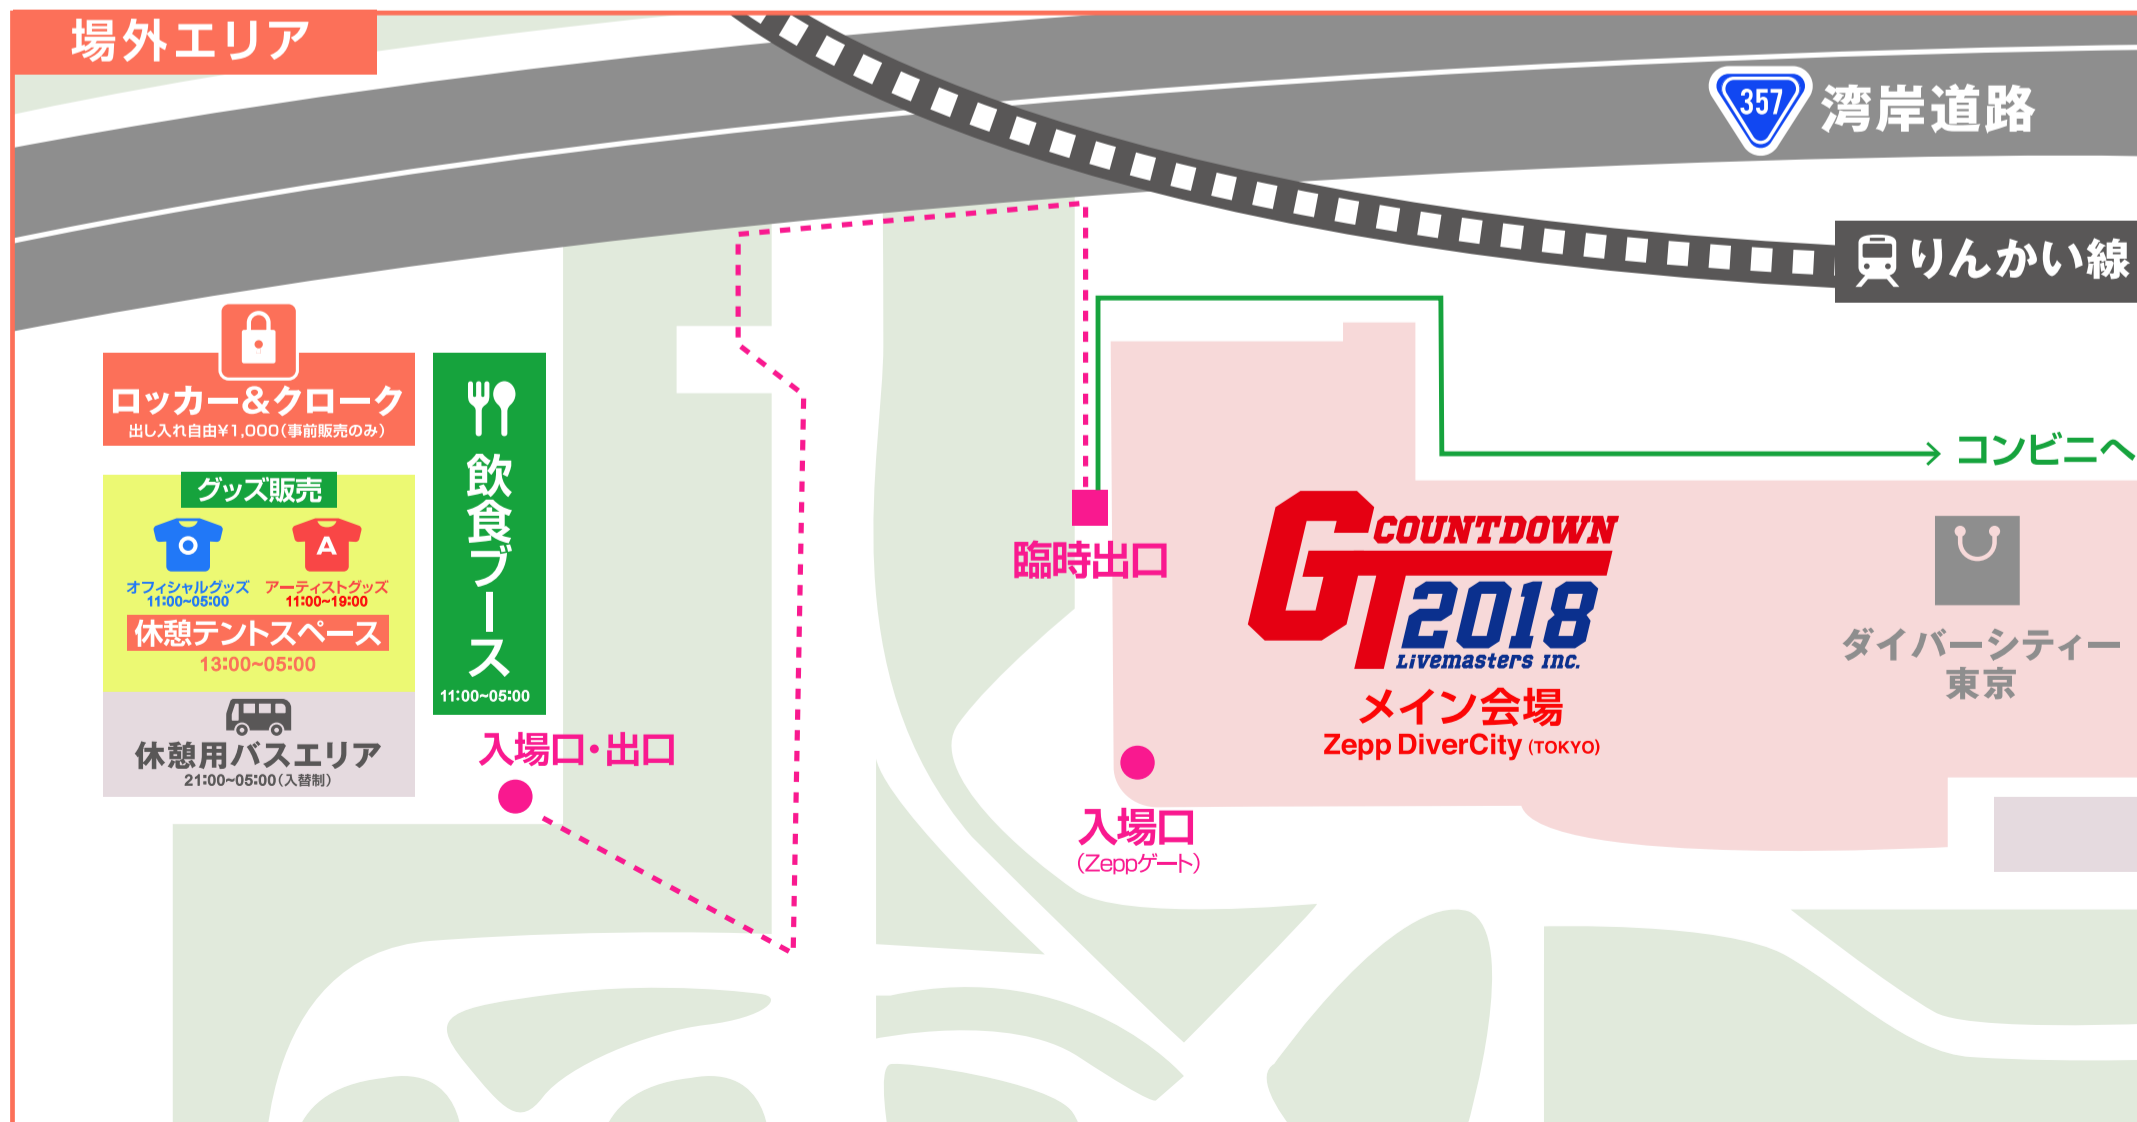 場外エリア
357
湾岸道路
りんかい線
ロッカー&クローク
出し入れ自由¥1,000(事前販売のみ)
グッズ販売
O
A
オフィシャルグッズ
11:00~05:00
アーティストグッズ
11:00~19:00
休憩テントスペース
13:00~05:00
休憩用バスエリア
21:00~05:00(入替制)
飲食ブース
11:00~05:00
入場口・出口
臨時出口
コンビニへ
GT
COUNTDOWN
2018
Livemasters Inc.
メイン会場
Zepp DiverCity (TOKYO)
入場口
(Zeppゲート)
ダイバーシティー
東京